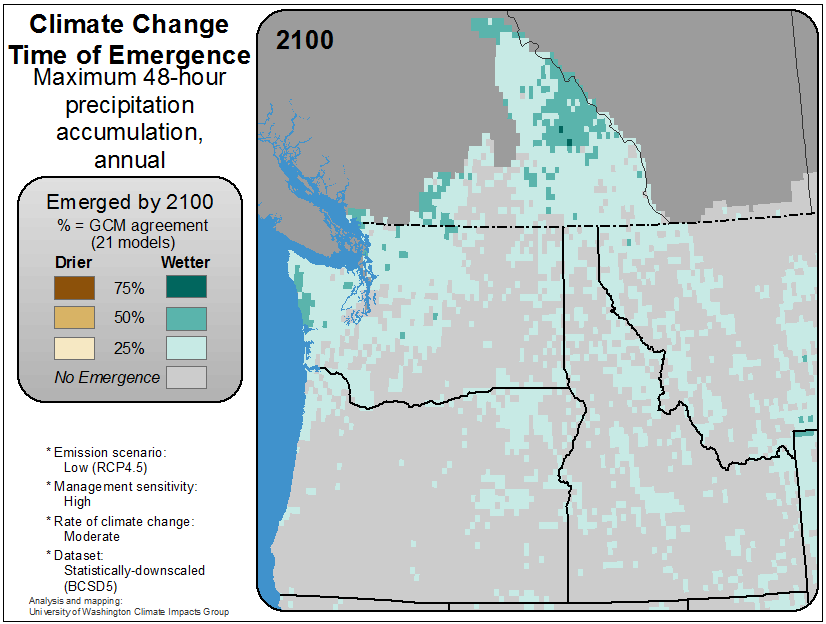 Climate Change
Time of Emergence
Maximum 48-hour
precipitation
accumulation,
annual
2100
Emerged by 2100
% = GCM agreement
(21 models)
Drier Wetter
75%
50%
25%
No Emergence
* Emission scenario:
Low (RCP4.5)
* Management sensitivity:
High
* Rate of climate change:
Moderate
* Dataset:
Statistically-downscaled
(BCSD5)
Analysis and mapping:
University of Washington Climate Impacts Group